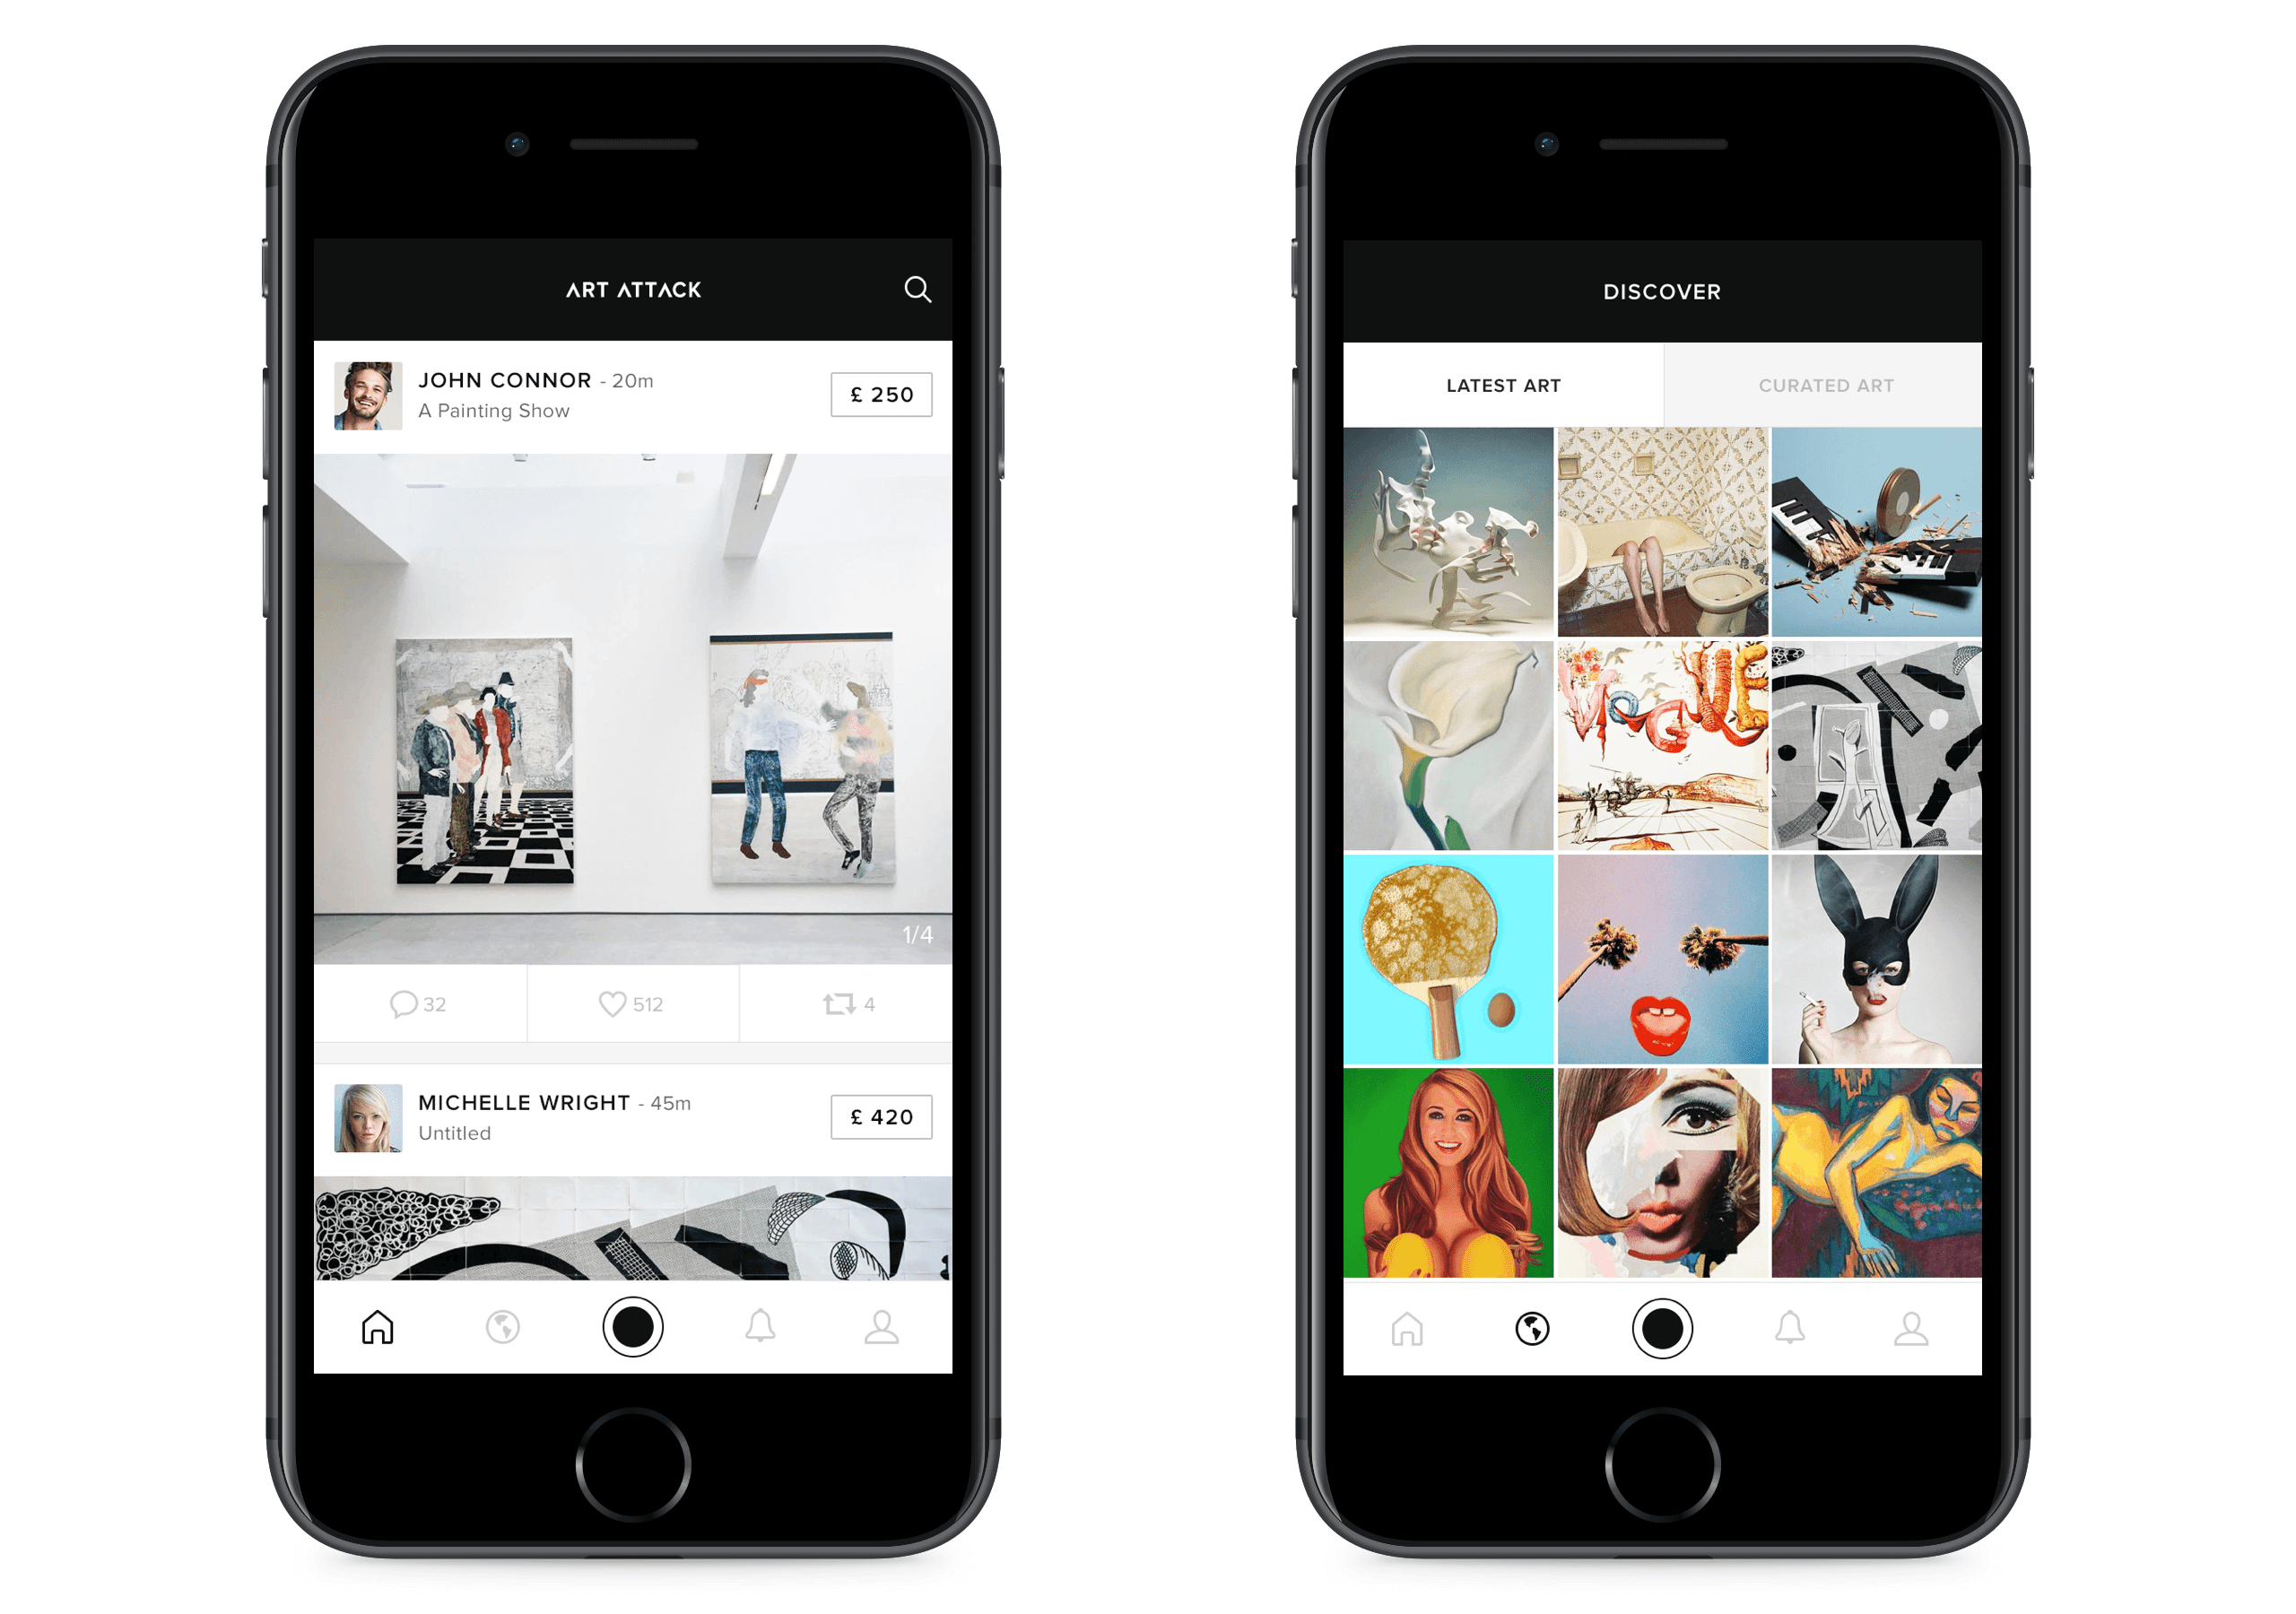 ART ATTACK
JOHN CONNOR - 20m
A Painting Show
£ 250
1/4
32
512
4
MICHELLE WRIGHT - 45m
Untitled
£ 420
DISCOVER
LATEST ART
CURATED ART
VOGUE